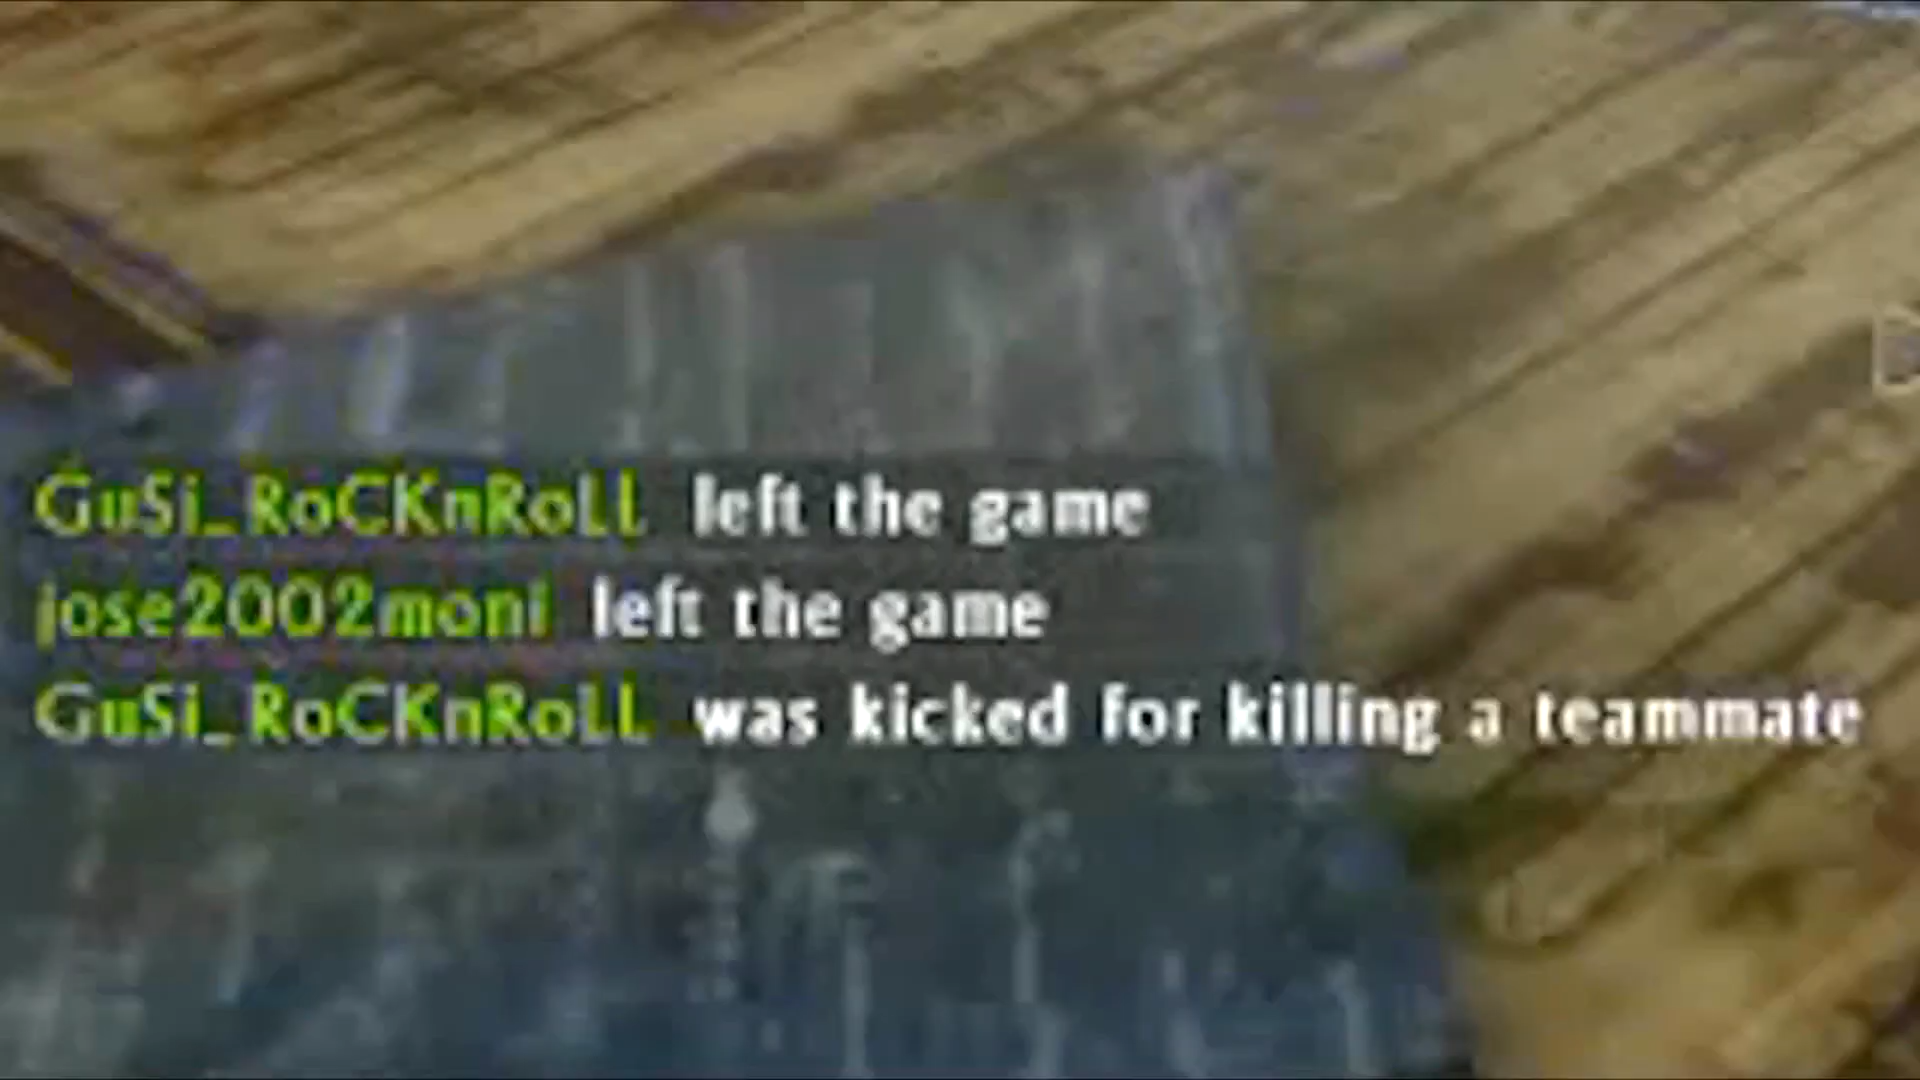 GuSi_RoCKnRoLL left the game
jose2002moni left the game
GuSi_RoCKnRoLL was kicked for killing a teammate